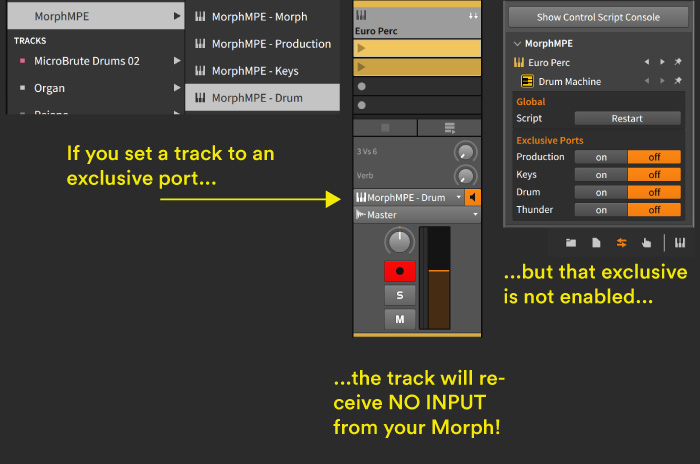 MorphMPE
TRACKS
MicroBrute Drums 02
Organ
MorphMPE - Morph
MorphMPE - Production
MorphMPE - Keys
MorphMPE - Drum
If you set a track to an
exclusive port...
Euro Perc
3 Vs 6
Verb
MorphMPE - Drum
Master
S
M
...the track will re-
ceive NO INPUT
from your Morph!
Show Control Script Console
MorphMPE
Euro Perc
Drum Machine
Global
Script Restart
Exclusive Ports
Production on off
Keys on off
Drum on off
Thunder on off
...but that exclusive
is not enabled...